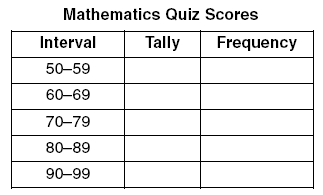 Mathematics Quiz Scores
Interval Tally Frequency
50–59
60–69
70–79
80–89
90–99